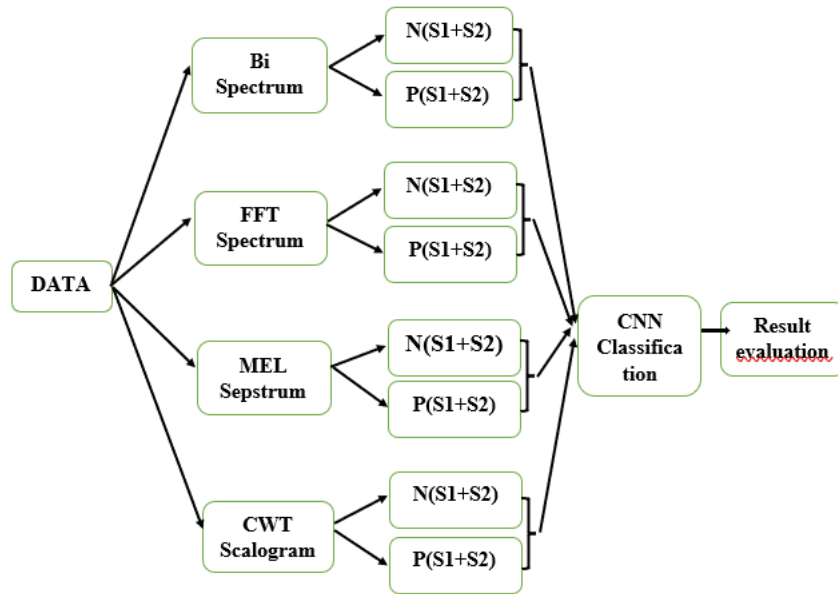 DATA
Bi
Spectrum
N(S1+S2)
P(S1+S2)
FFT
Spectrum
N(S1+S2)
P(S1+S2)
MEL
Sepstrum
N(S1+S2)
P(S1+S2)
CWT
Scalogram
N(S1+S2)
P(S1+S2)
CNN
Classifica
tion
Result
evaluation